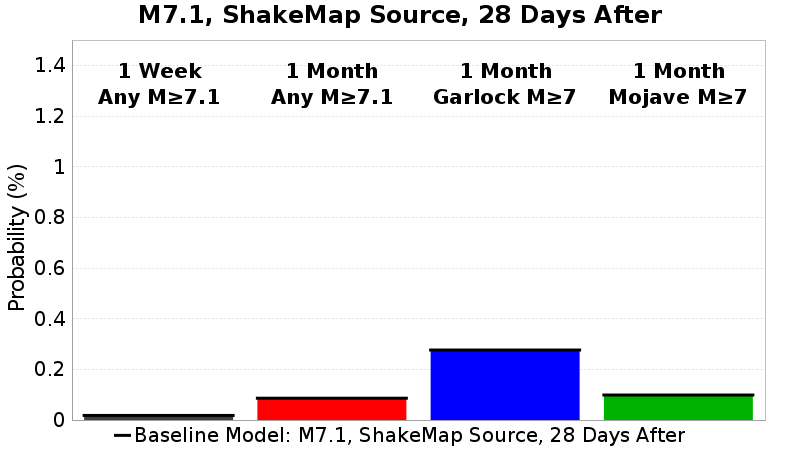 M7.1, ShakeMap Source, 28 Days After
1 Week
Any M≥7.1
1 Month
Any M≥7.1
1 Month
Garlock M≥7
1 Month
Mojave M≥7
Probability (%)
1.4
1.2
1
0.8
0.6
0.4
0.2
0
Baseline Model: M7.1, ShakeMap Source, 28 Days After